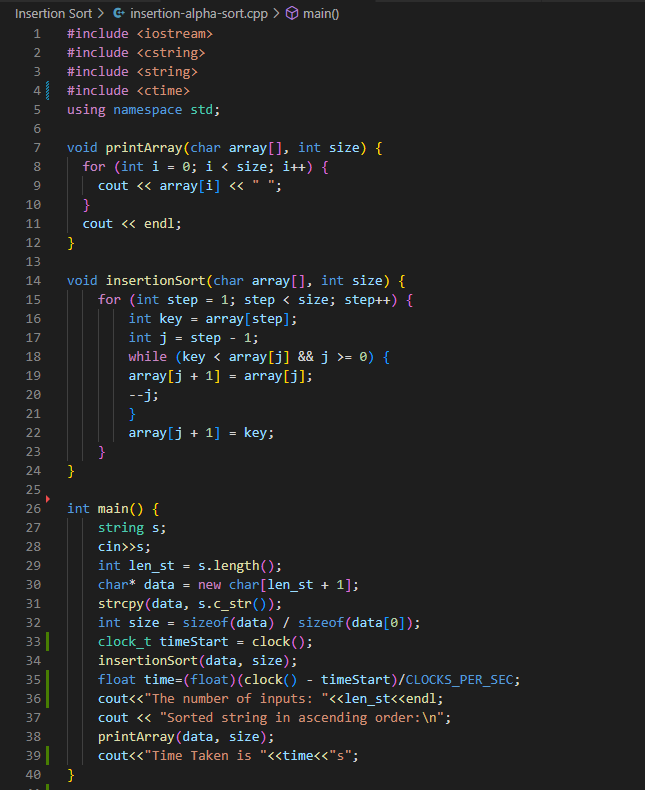 Insertion Sort > insertion-alpha-sort.cpp > main()
1 #include <iostream>
2 #include <cstring>
3 #include <string>
4 #include <ctime>
5 using namespace std;
6
7 void printArray(char array[], int size) {
8 for (int i = 0; i < size; i++) {
9 cout << array[i] << " ";
10 }
11 cout << endl;
12 }
13
14 void insertionSort(char array[], int size) {
15 for (int step = 1; step < size; step++) {
16 int key = array[step];
17 int j = step - 1;
18 while (key < array[j] && j >= 0) {
19 array[j + 1] = array[j];
20 --j;
21 }
22 array[j + 1] = key;
23 }
24 }
25
26 int main() {
27 string s;
28 cin>>s;
29 int len_st = s.length();
30 char* data = new char[len_st + 1];
31 strcpy(data, s.c_str());
32 int size = sizeof(data) / sizeof(data[0]);
33 clock_t timeStart = clock();
34 insertionSort(data, size);
35 float time=(float)(clock() - timeStart)/CLOCKS_PER_SEC;
36 cout<<"The number of inputs: "<<len_st<<endl;
37 cout << "Sorted string in ascending order:\n";
38 printArray(data, size);
39 cout<<"Time Taken is "<<time<<"s";
40 }